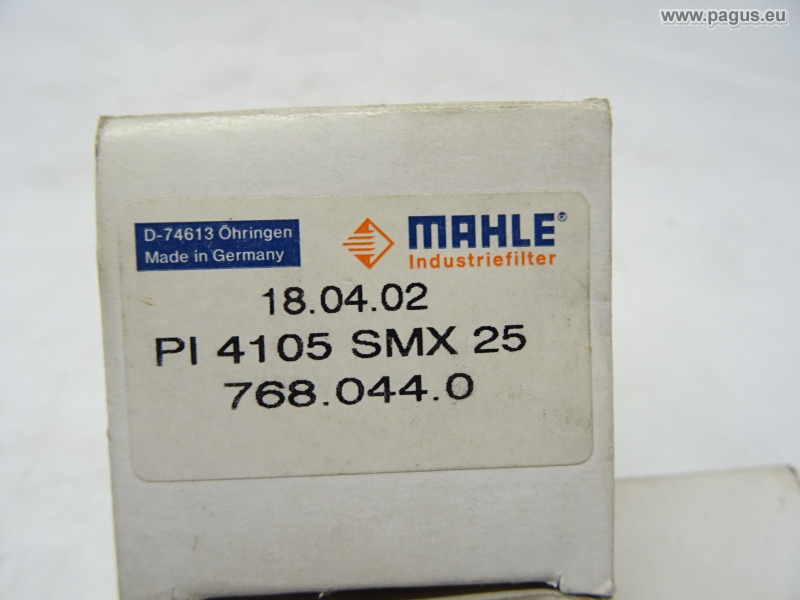 www.pagus.eu
D-74613 Öhringen
Made in Germany
MAHLE®
Industriefilter
18.04.02
PI 4105 SMX 25
768.044.0